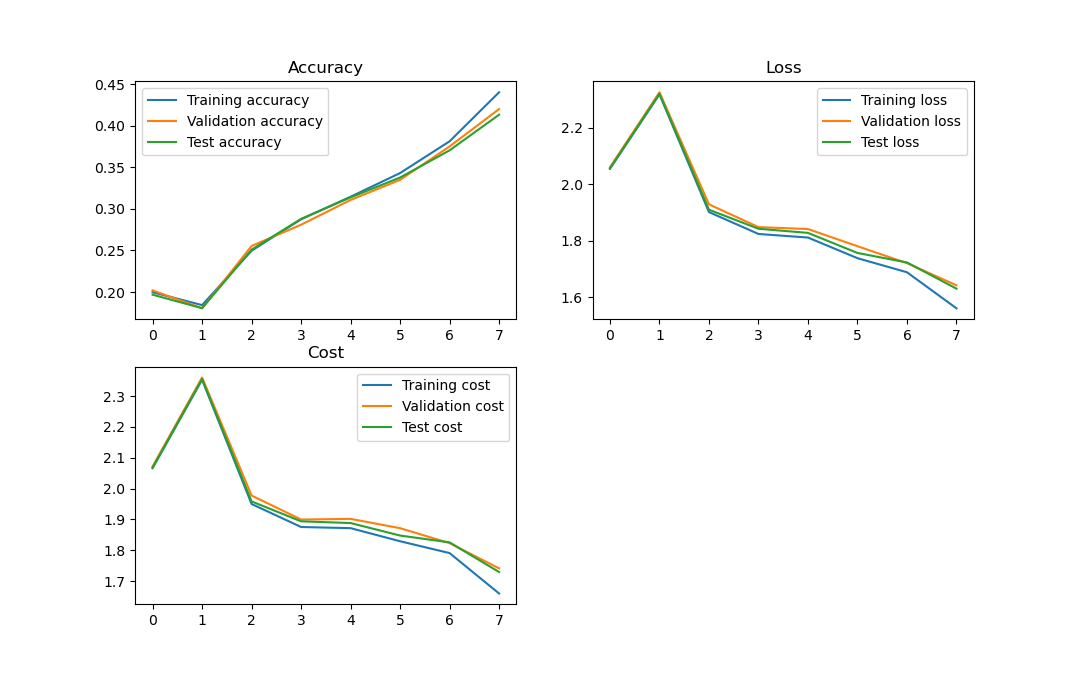 Accuracy
0.45
0.40
0.35
0.30
0.25
0.20
Training accuracy
Validation accuracy
Test accuracy
0 1 2 3 4 5 6 7
Loss
2.2
2.0
1.8
1.6
Training loss
Validation loss
Test loss
0 1 2 3 4 5 6 7
Cost
2.3
2.2
2.1
2.0
1.9
1.8
1.7
Training cost
Validation cost
Test cost
0 1 2 3 4 5 6 7